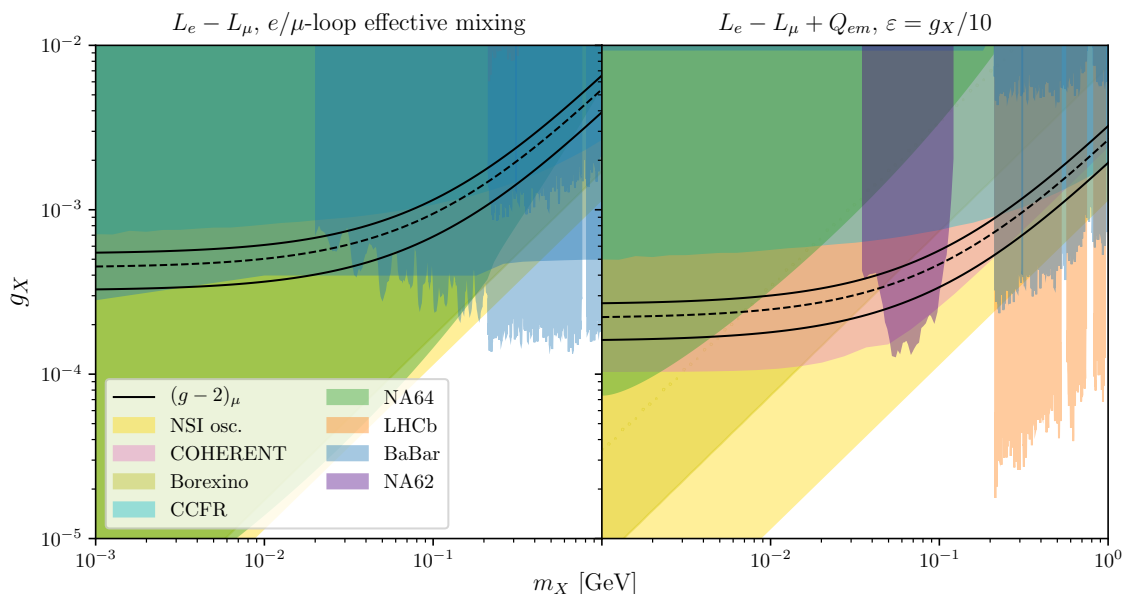 L_e − L_μ, e/μ-loop effective mixing
L_e − L_μ + Q_em, ε = g_X/10
10^−2
10^−3
10^−4
10^−5
g_X
(g − 2)_μ
NSI osc.
COHERENT
Borexino
CCFR
NA64
LHCb
BaBar
NA62
10^−3
10^−2
10^−1
10^−2
10^−1
10^0
m_X [GeV]